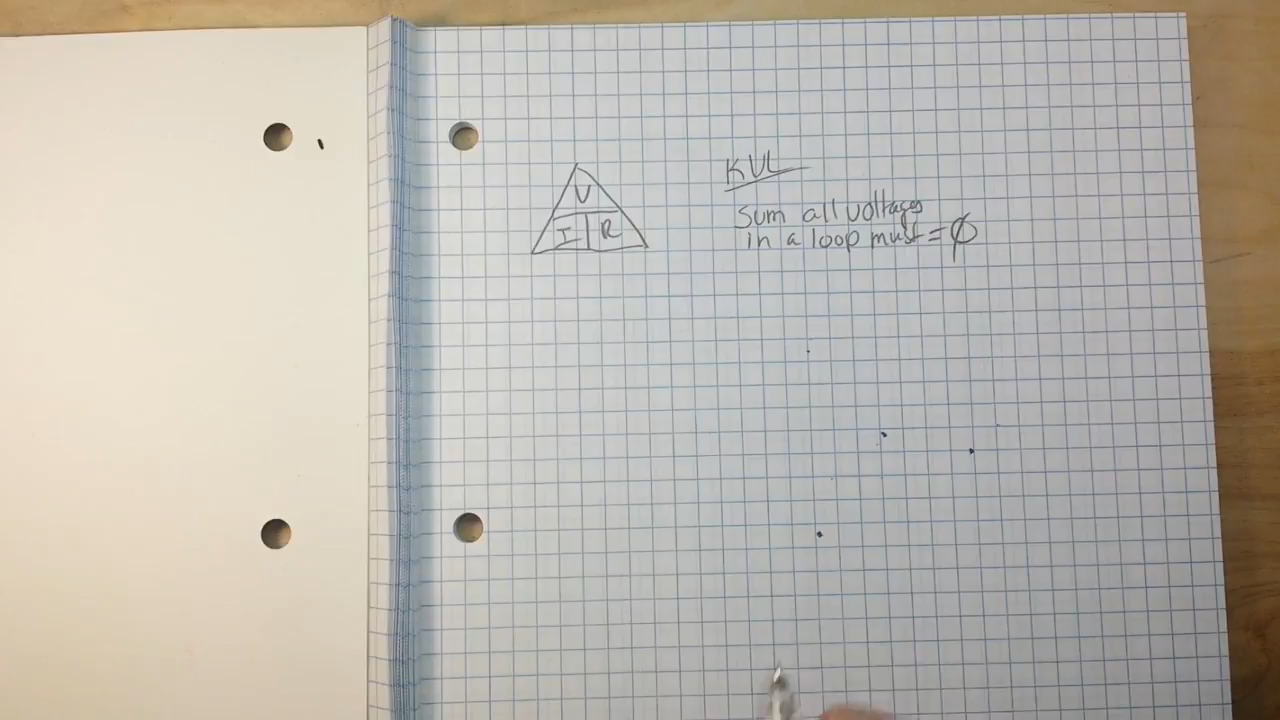 V
I R
KVL
Sum all voltages
in a loop must = Ø